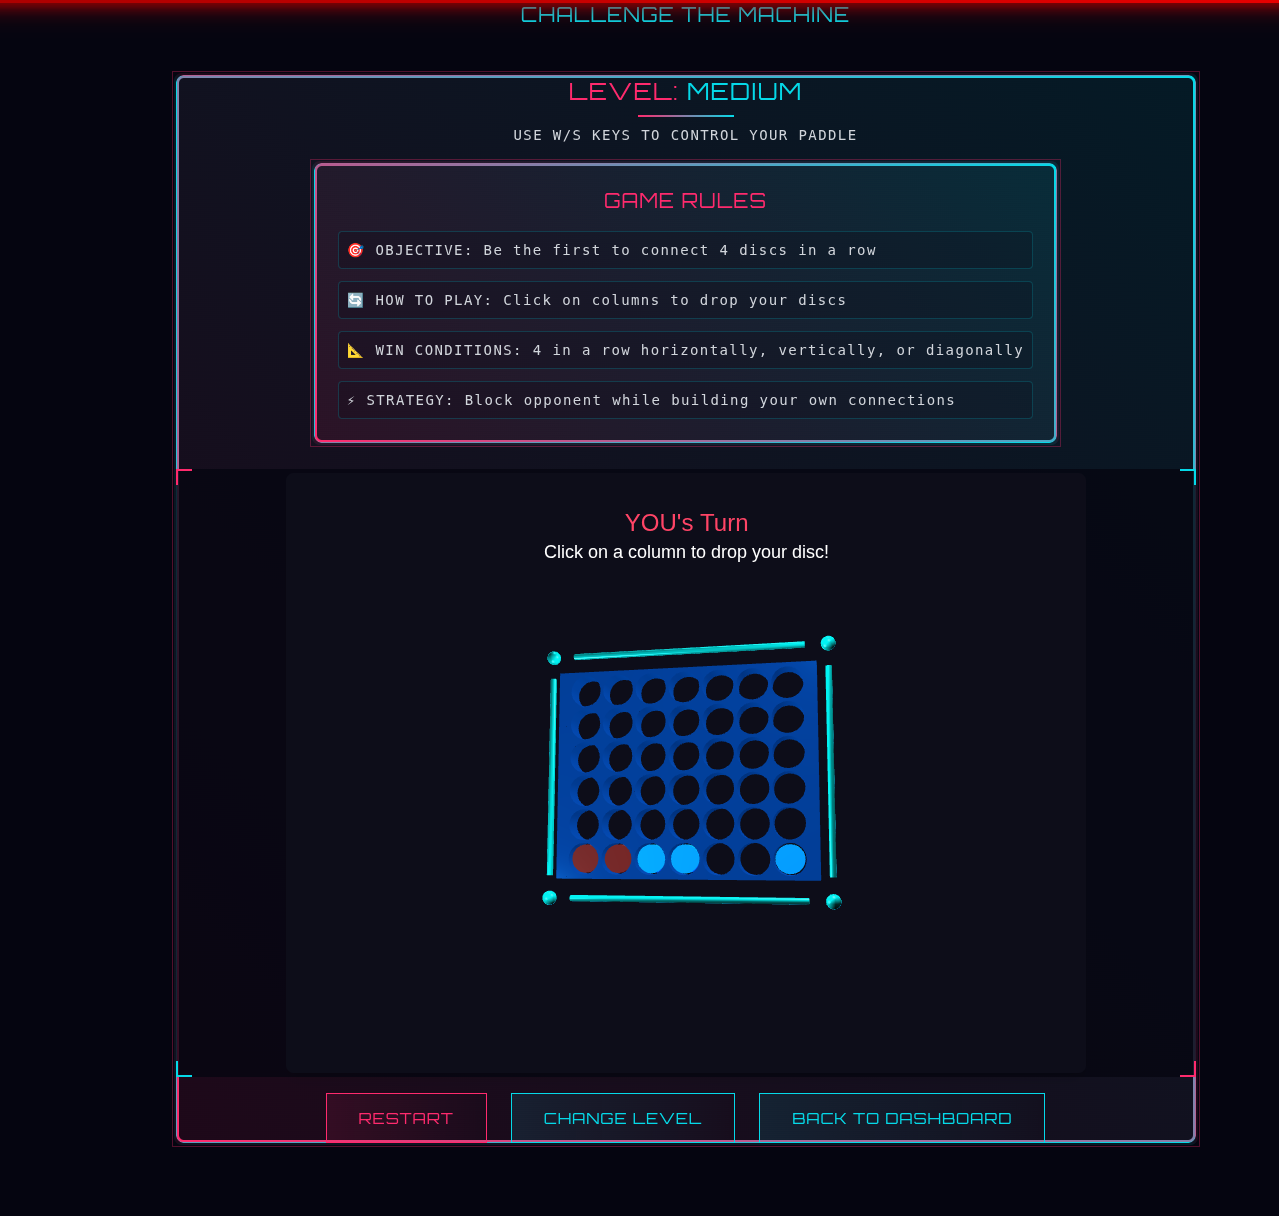 CHALLENGE THE MACHINE
LEVEL: MEDIUM
USE W/S KEYS TO CONTROL YOUR PADDLE
GAME RULES
🎯 OBJECTIVE: Be the first to connect 4 discs in a row
🔄 HOW TO PLAY: Click on columns to drop your discs
📐 WIN CONDITIONS: 4 in a row horizontally, vertically, or diagonally
⚡ STRATEGY: Block opponent while building your own connections
YOU's Turn
Click on a column to drop your disc!
RESTART
CHANGE LEVEL
BACK TO DASHBOARD